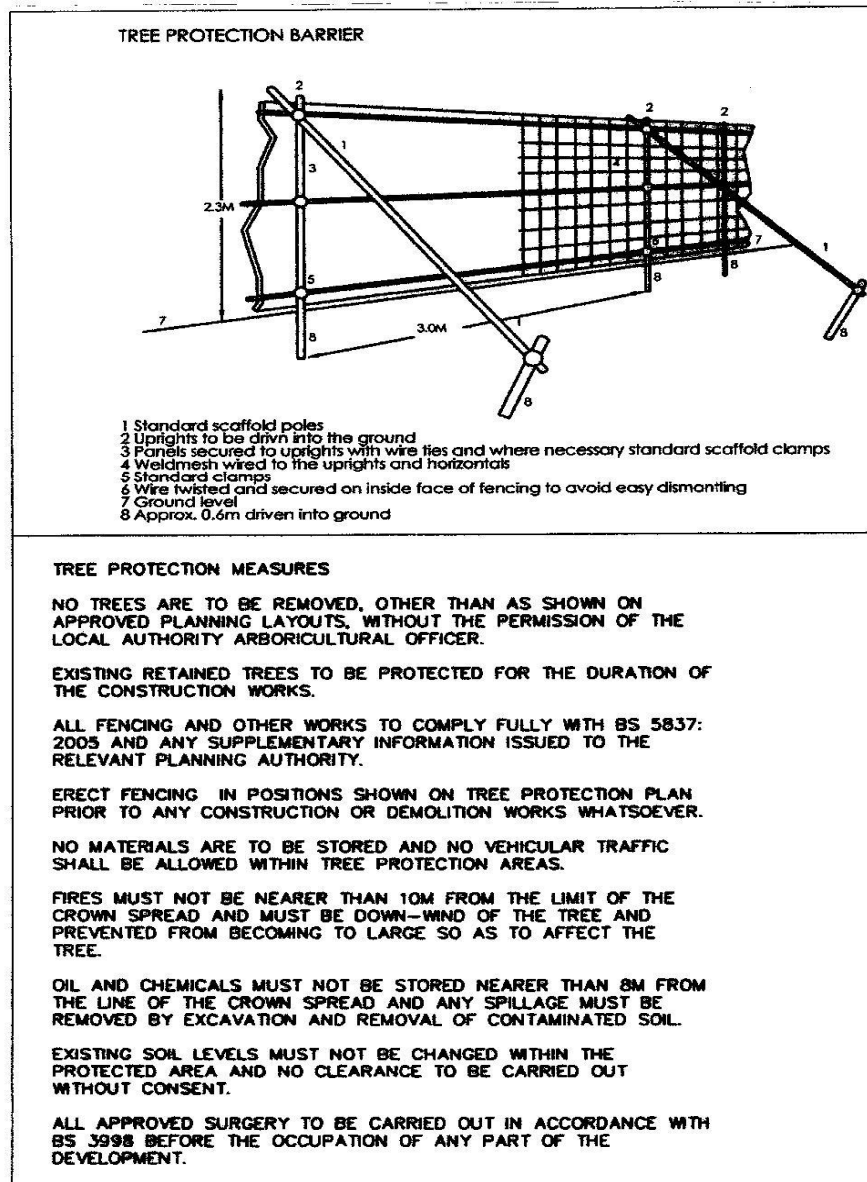 TREE PROTECTION BARRIER
2
2
2
1
3
4
2.3M
5
6
7
1
8
8
3.0M
1
7
8
8
8
1 Standard scaffold poles
2 Uprights to be drivn into the ground
3 Panels secured to uprights with wire ties and where necessary standard scaffold clamps
4 Weldmesh wired to the uprights and horizontals
5 Standard clamps
6 Wire twisted and secured on inside face of fencing to avoid easy dismantling
7 Ground level
8 Approx. 0.6m driven into ground
TREE PROTECTION MEASURES
NO TREES ARE TO BE REMOVED, OTHER THAN AS SHOWN ON
APPROVED PLANNING LAYOUTS, WITHOUT THE PERMISSION OF THE
LOCAL AUTHORITY ARBORICULTURAL OFFICER.
EXISTING RETAINED TREES TO BE PROTECTED FOR THE DURATION OF
THE CONSTRUCTION WORKS.
ALL FENCING AND OTHER WORKS TO COMPLY FULLY WITH BS 5837:
2005 AND ANY SUPPLEMENTARY INFORMATION ISSUED TO THE
RELEVANT PLANNING AUTHORITY.
ERECT FENCING IN POSITIONS SHOWN ON TREE PROTECTION PLAN
PRIOR TO ANY CONSTRUCTION OR DEMOLITION WORKS WHATSOEVER.
NO MATERIALS ARE TO BE STORED AND NO VEHICULAR TRAFFIC
SHALL BE ALLOWED WITHIN TREE PROTECTION AREAS.
FIRES MUST NOT BE NEARER THAN 10M FROM THE LIMIT OF THE
CROWN SPREAD AND MUST BE DOWN-WIND OF THE TREE AND
PREVENTED FROM BECOMING TO LARGE SO AS TO AFFECT THE
TREE.
OIL AND CHEMICALS MUST NOT BE STORED NEARER THAN 8M FROM
THE LINE OF THE CROWN SPREAD AND ANY SPILLAGE MUST BE
REMOVED BY EXCAVATION AND REMOVAL OF CONTAMINATED SOIL.
EXISTING SOIL LEVELS MUST NOT BE CHANGED WITHIN THE
PROTECTED AREA AND NO CLEARANCE TO BE CARRIED OUT
WITHOUT CONSENT.
ALL APPROVED SURGERY TO BE CARRIED OUT IN ACCORDANCE WITH
BS 3998 BEFORE THE OCCUPATION OF ANY PART OF THE
DEVELOPMENT.